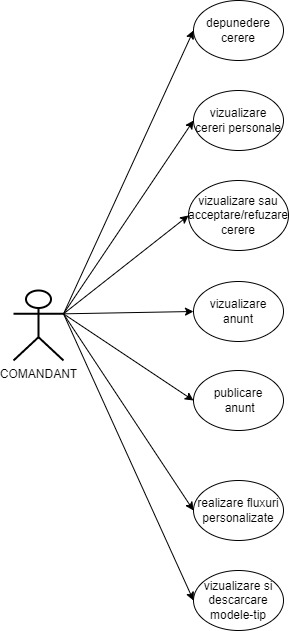 depunedere
cerere
vizualizare
cereri personale
vizualizare sau
acceptare/refuzare
cerere
vizualizare
anunt
COMANDANT
publicare
anunt
realizare fluxuri
personalizate
vizualizare si
descarcare
modele-tip